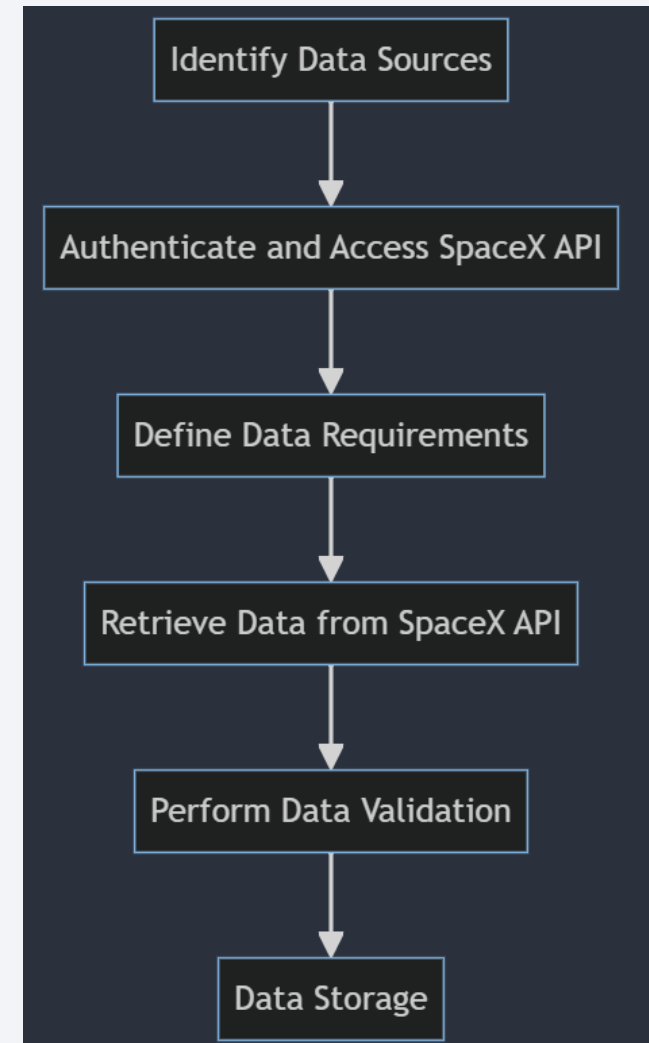 Identify Data Sources
Authenticate and Access SpaceX API
Define Data Requirements
Retrieve Data from SpaceX API
Perform Data Validation
Data Storage